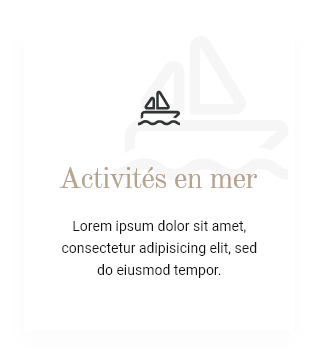 Activités en mer
Lorem ipsum dolor sit amet,
consectetur adipisicing elit, sed
do eiusmod tempor.